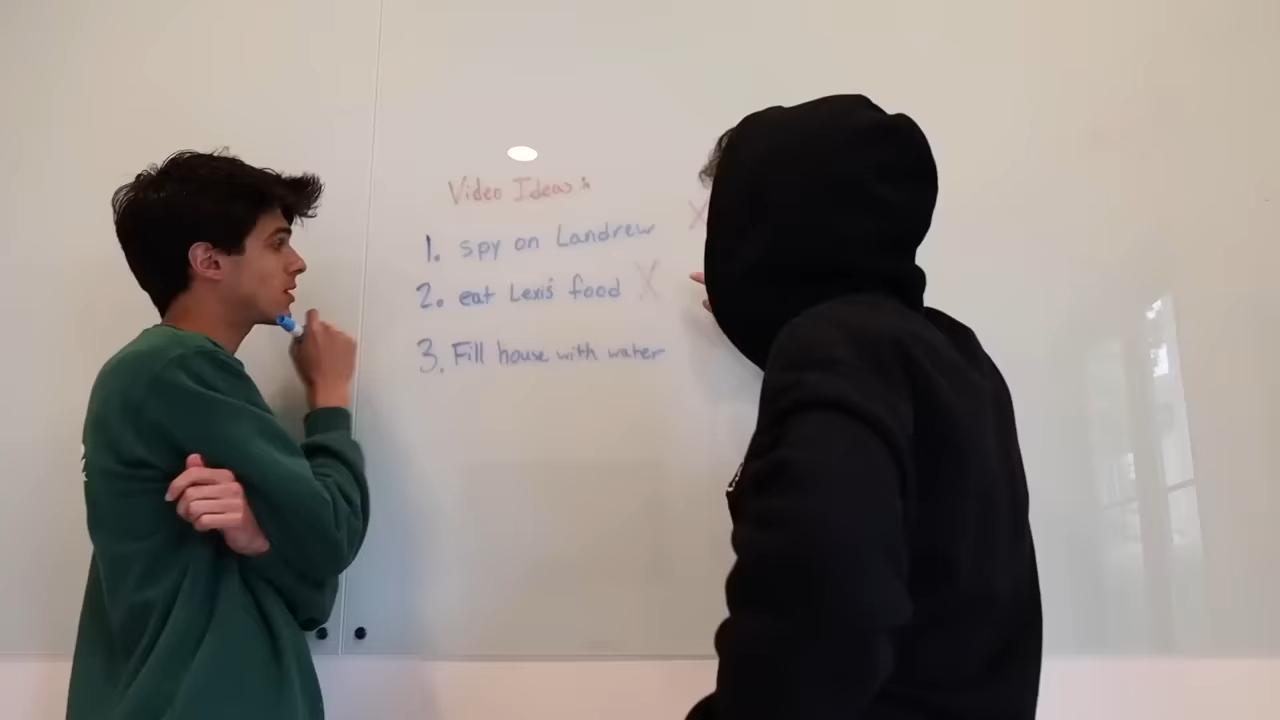 Video Ideas:
1. spy on Landrew X
2. eat Lexi's food X
3. Fill house with water